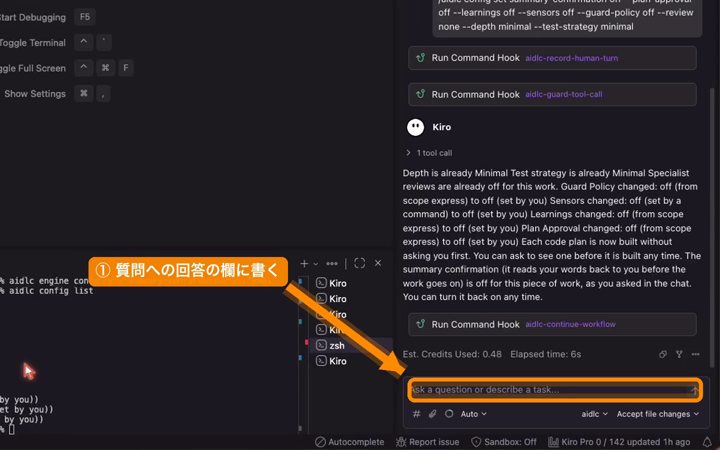 Start Debugging F5
Toggle Terminal ⌃ `
Toggle Full Screen ⌃ ⌘ F
Show Settings ⌘ ,
/aidlc config set summary-confirmation off --plan-approval
off --learnings off --sensors off --guard-policy off --review
none --depth minimal --test-strategy minimal
Run Command Hook aidlc-record-human-turn
Run Command Hook aidlc-guard-tool-call
Kiro
1 tool call
Depth is already Minimal Test strategy is already Minimal Specialist
reviews are already off for this work. Guard Policy changed: off (from
scope express) to off (set by you) Sensors changed: off (set by a
command) to off (set by you) Learnings changed: off (from scope
express) to off (set by you) Plan Approval changed: off (from scope
express) to off (set by you) Each code plan is now built without
asking you first. You can ask to see one before it is built any time. The
summary confirmation (it reads your words back to you before the
work goes on) is off for this piece of work, as you asked in the chat.
You can turn it back on any time.
Run Command Hook aidlc-continue-workflow
Est. Credits Used: 0.48 Elapsed time: 6s
① 質問への回答の欄に書く
% aidlc engine con
% aidlc config list
by you))
set by you))
by you))
%
Kiro
Kiro
Kiro
Kiro
zsh
Kiro
Ask a question or describe a task...
# Auto aidlc Accept file changes
Autocomplete Report issue Sandbox: Off Kiro Pro 0 / 142 updated 1h ago